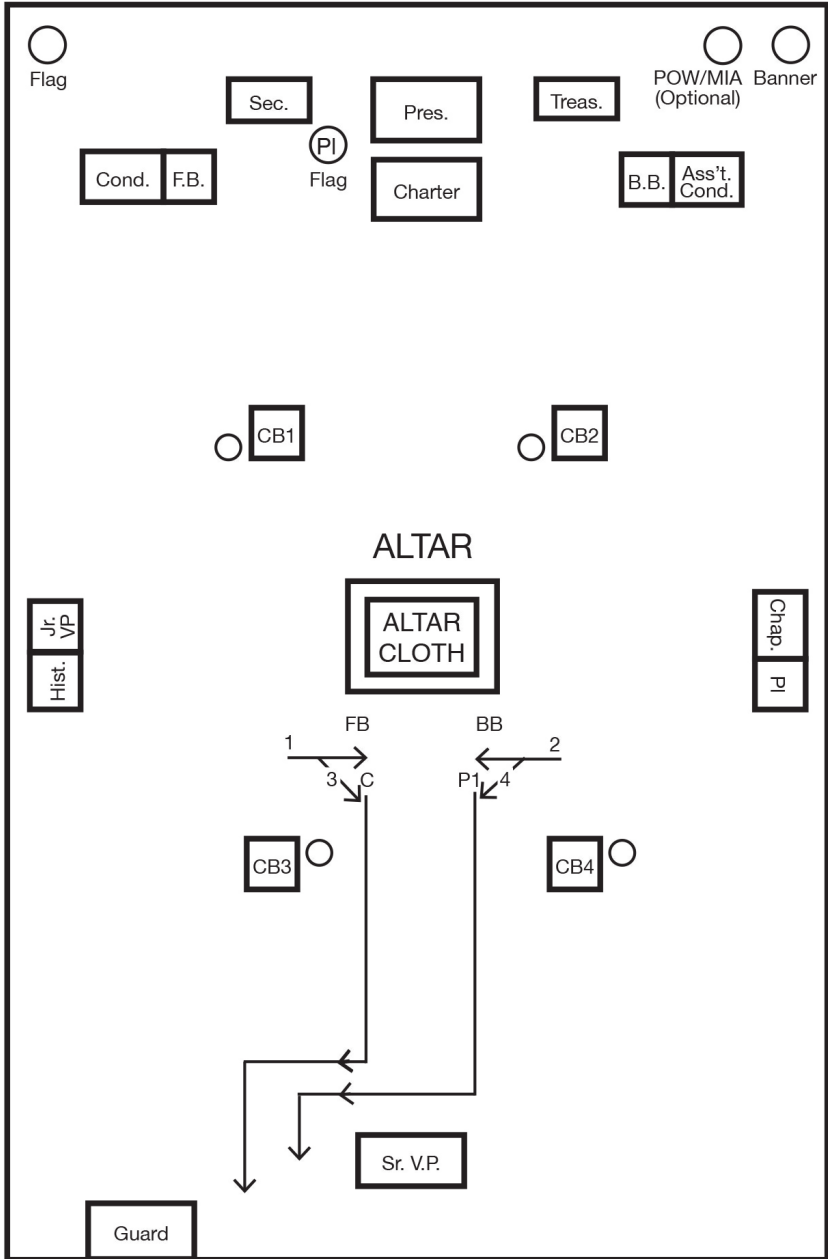 Flag
POW/MIA
(Optional)
Banner
Sec.
Pres.
Treas.
PI
Flag
Cond.
F.B.
Charter
B.B.
Ass't.
Cond.
CB1
CB2
ALTAR
ALTAR
CLOTH
Jr.
VP
Hist.
Chap.
PI
FB
BB
1
2
3
C
P1
4
CB3
CB4
Sr. V.P.
Guard